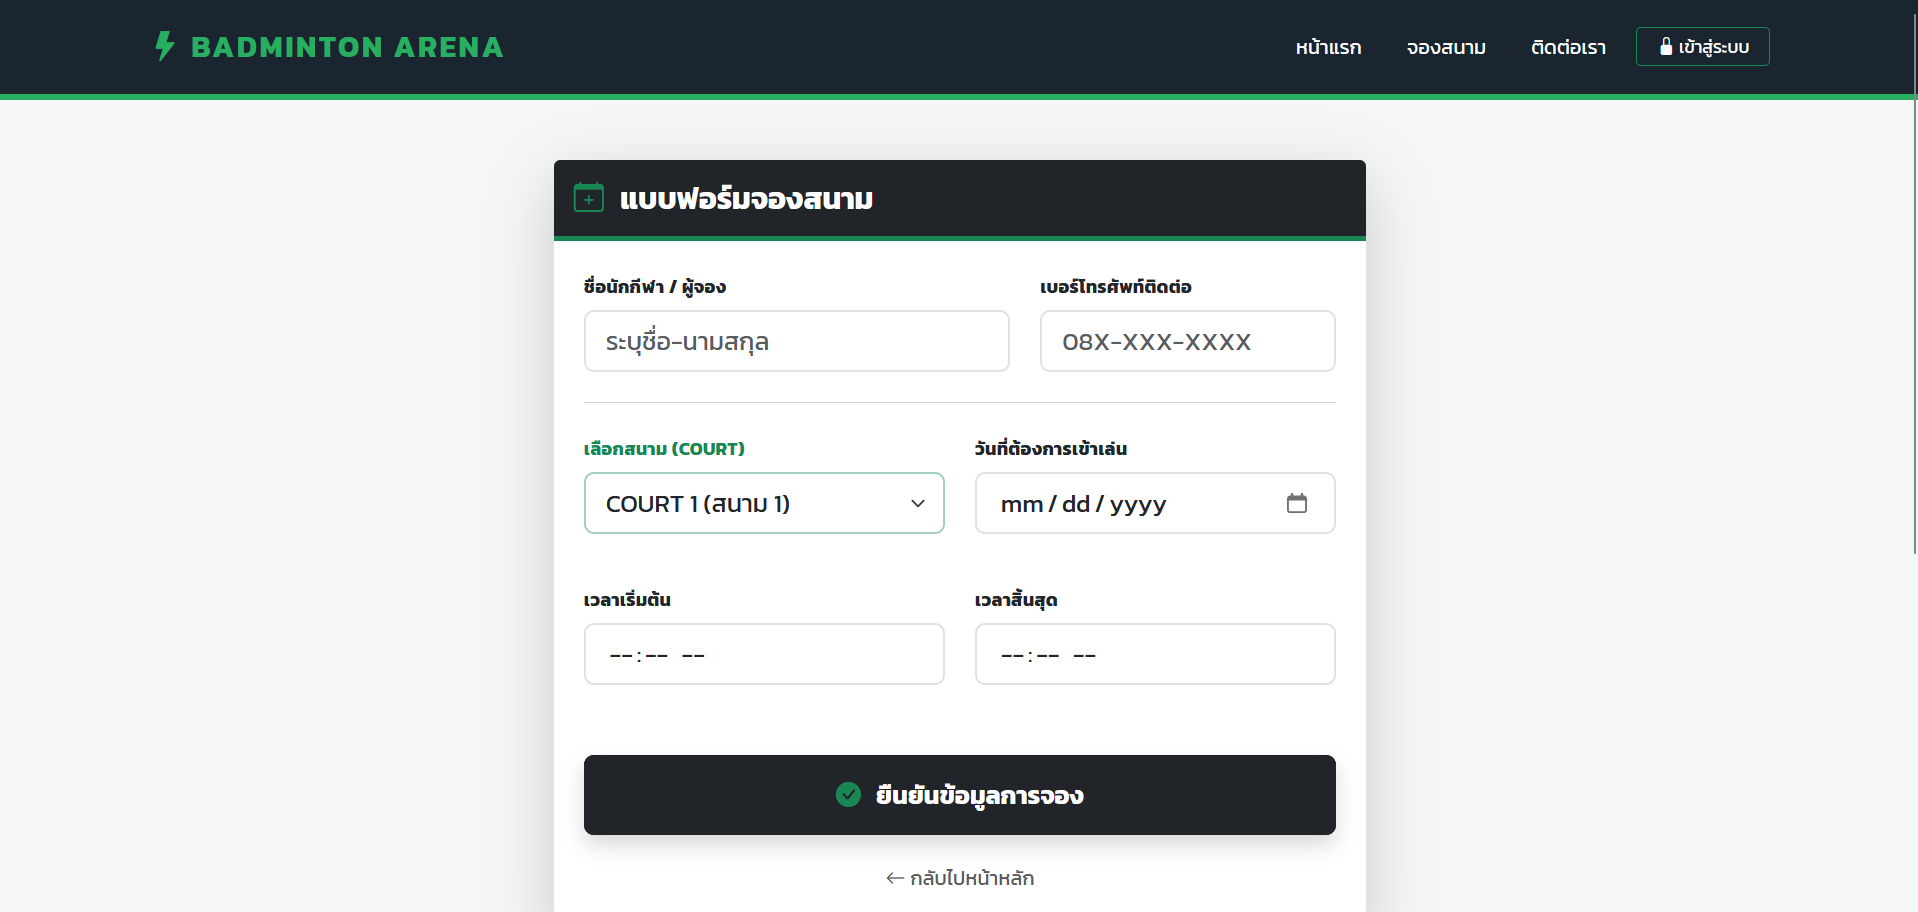 BADMINTON ARENA
หน้าแรก จองสนาม ติดต่อเรา เข้าสู่ระบบ
แบบฟอร์มจองสนาม
ชื่อนักกีฬา / ผู้จอง เบอร์โทรศัพท์ติดต่อ
ระบุชื่อ-นามสกุล 08X-XXX-XXXX
เลือกสนาม (COURT) วันที่ต้องการเข้าเล่น
COURT 1 (สนาม 1) mm / dd / yyyy
เวลาเริ่มต้น เวลาสิ้นสุด
--:-- -- --:-- --
ยืนยันข้อมูลการจอง
← กลับไปหน้าหลัก